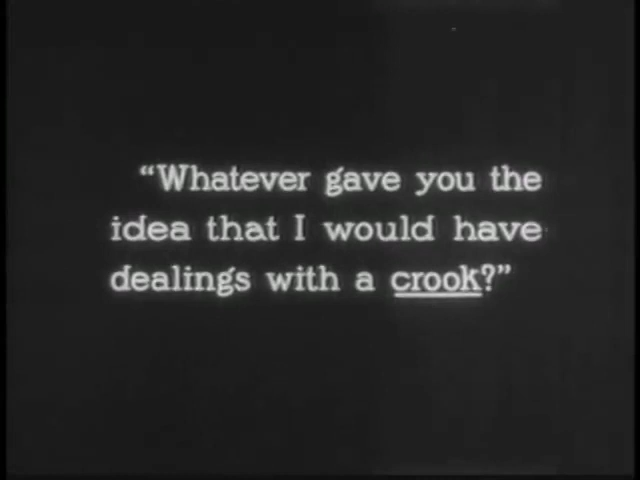 “Whatever gave you the
idea that I would have
dealings with a crook?”